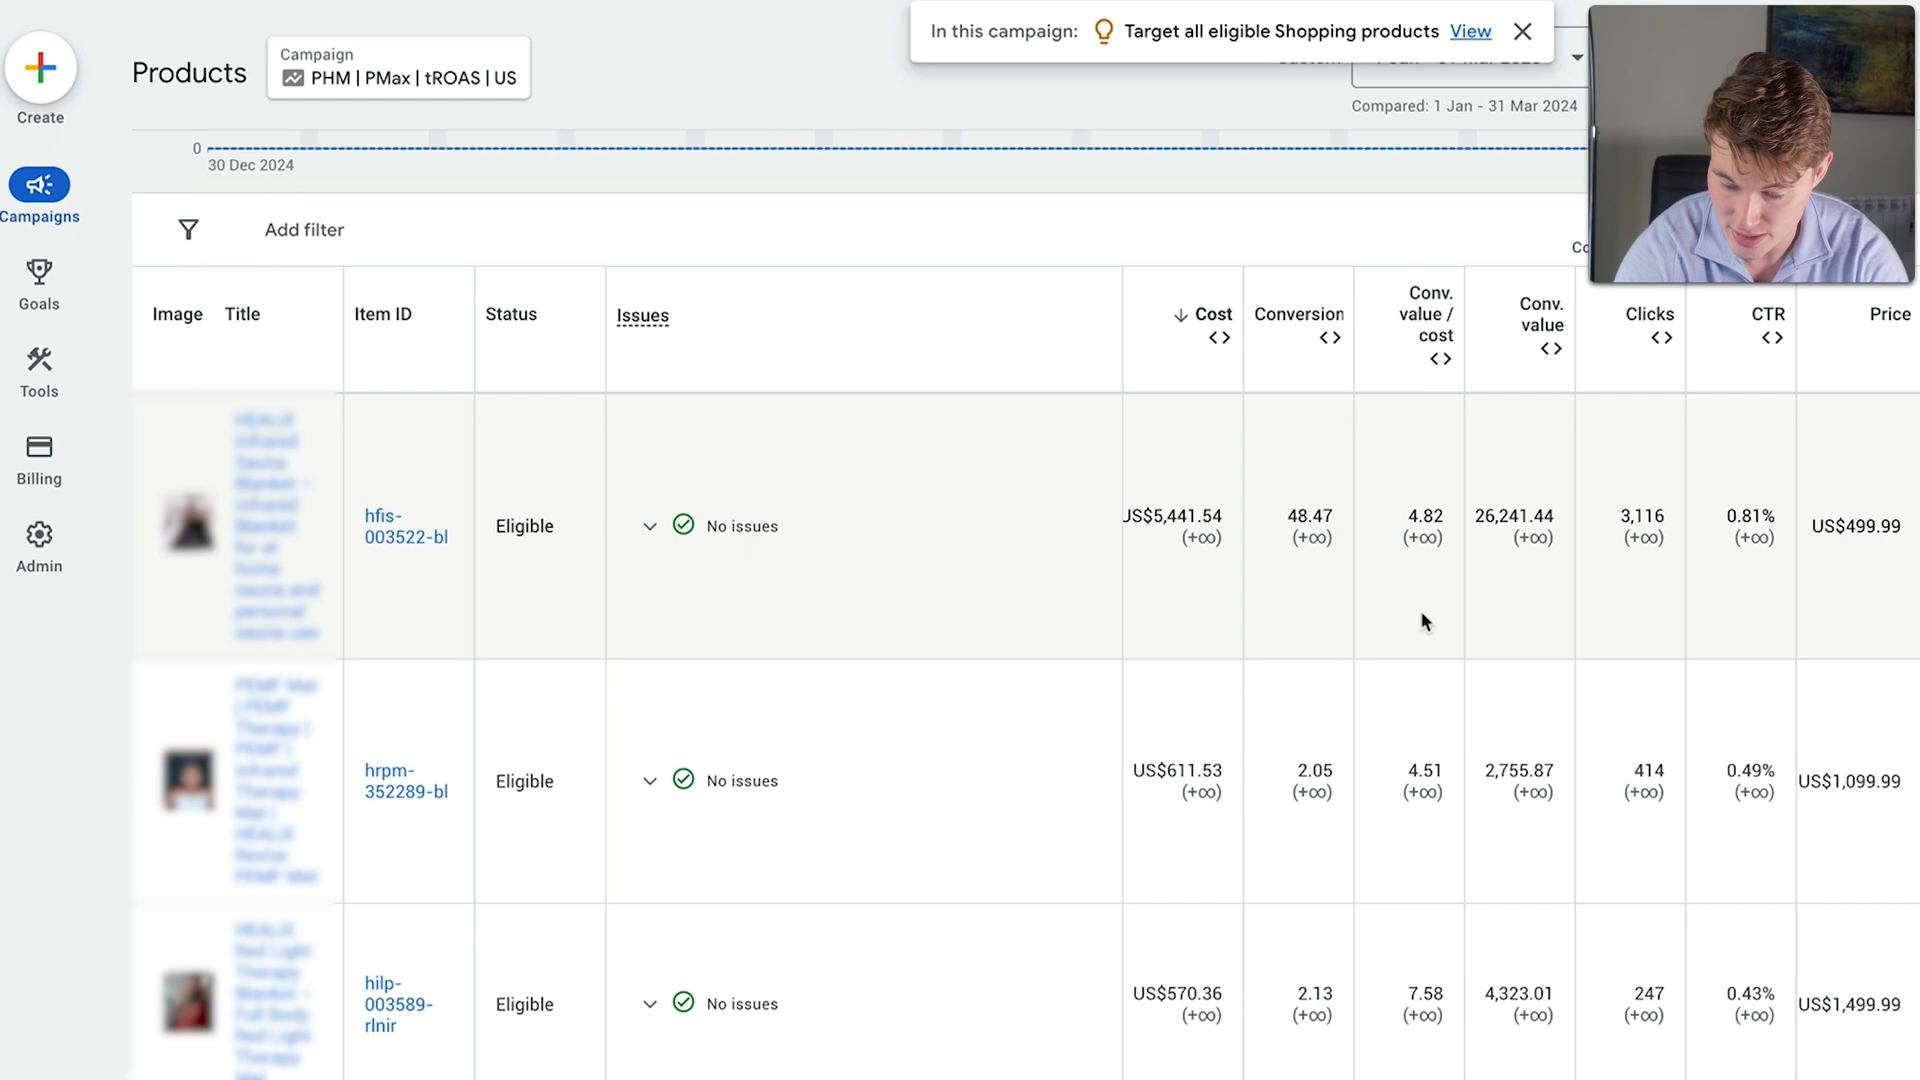 In this campaign: Target all eligible Shopping products View
Products
Campaign
PHM | PMax | tROAS | US
Compared: 1 Jan - 31 Mar 2024
Create
Campaigns
Goals
Tools
Billing
Admin
0
30 Dec 2024
Add filter
Image Title Item ID Status Issues Cost Conversion Conv. value / cost Conv. value Clicks CTR Price
hfis-
003522-bl
Eligible
No issues
US$5,441.54 48.47 4.82 26,241.44 3,116 0.81% US$499.99
(+∞) (+∞) (+∞) (+∞) (+∞) (+∞)
hrpm-
352289-bl
Eligible
No issues
US$611.53 2.05 4.51 2,755.87 414 0.49% US$1,099.99
(+∞) (+∞) (+∞) (+∞) (+∞) (+∞)
hilp-
003589-
rlnir
Eligible
No issues
US$570.36 2.13 7.58 4,323.01 247 0.43% US$1,499.99
(+∞) (+∞) (+∞) (+∞) (+∞) (+∞)